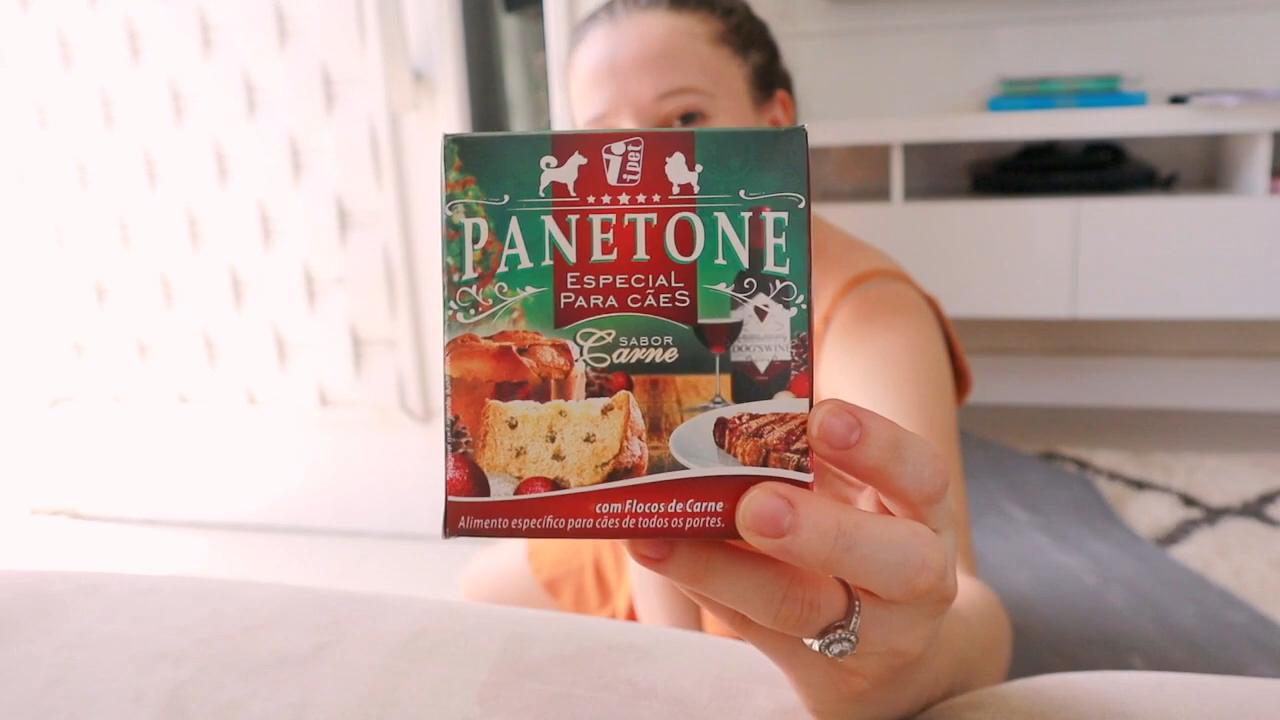 ipet
PANETONE
ESPECIAL
PARA CÃES
SABOR
Carne
DOG'S WINE
com Flocos de Carne
Alimento específico para cães de todos os portes.